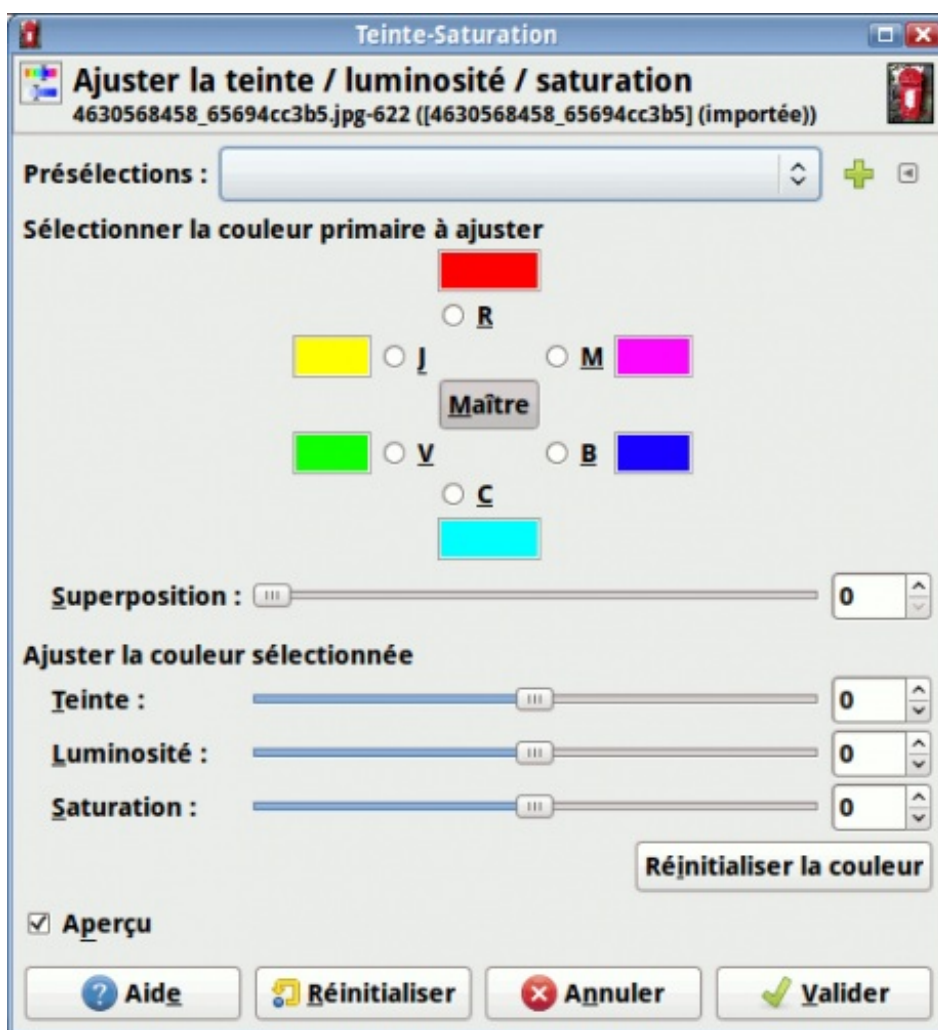 Teinte-Saturation
Ajuster la teinte / luminosité / saturation
4630568458_65694cc3b5.jpg-622 ([4630568458_65694cc3b5] (importée))
Présélections :
Sélectionner la couleur primaire à ajuster
R
J M
Maître
V B
C
Superposition : 0
Ajuster la couleur sélectionnée
Teinte : 0
Luminosité : 0
Saturation : 0
Réinitialiser la couleur
Aperçu
Aide Réinitialiser Annuler Valider